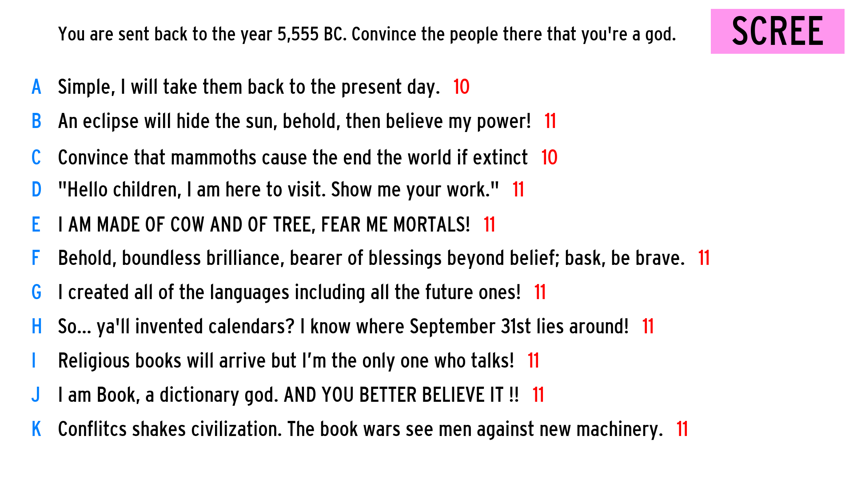 You are sent back to the year 5,555 BC. Convince the people there that you're a god.
SCREE
A Simple, I will take them back to the present day. 10
B An eclipse will hide the sun, behold, then believe my power! 11
C Convince that mammoths cause the end the world if extinct 10
D "Hello children, I am here to visit. Show me your work." 11
E I AM MADE OF COW AND OF TREE, FEAR ME MORTALS! 11
F Behold, boundless brilliance, bearer of blessings beyond belief; bask, be brave. 11
G I created all of the languages including all the future ones! 11
H So... ya'll invented calendars? I know where September 31st lies around! 11
I Religious books will arrive but I’m the only one who talks! 11
J I am Book, a dictionary god. AND YOU BETTER BELIEVE IT !! 11
K Conflitcs shakes civilization. The book wars see men against new machinery. 11